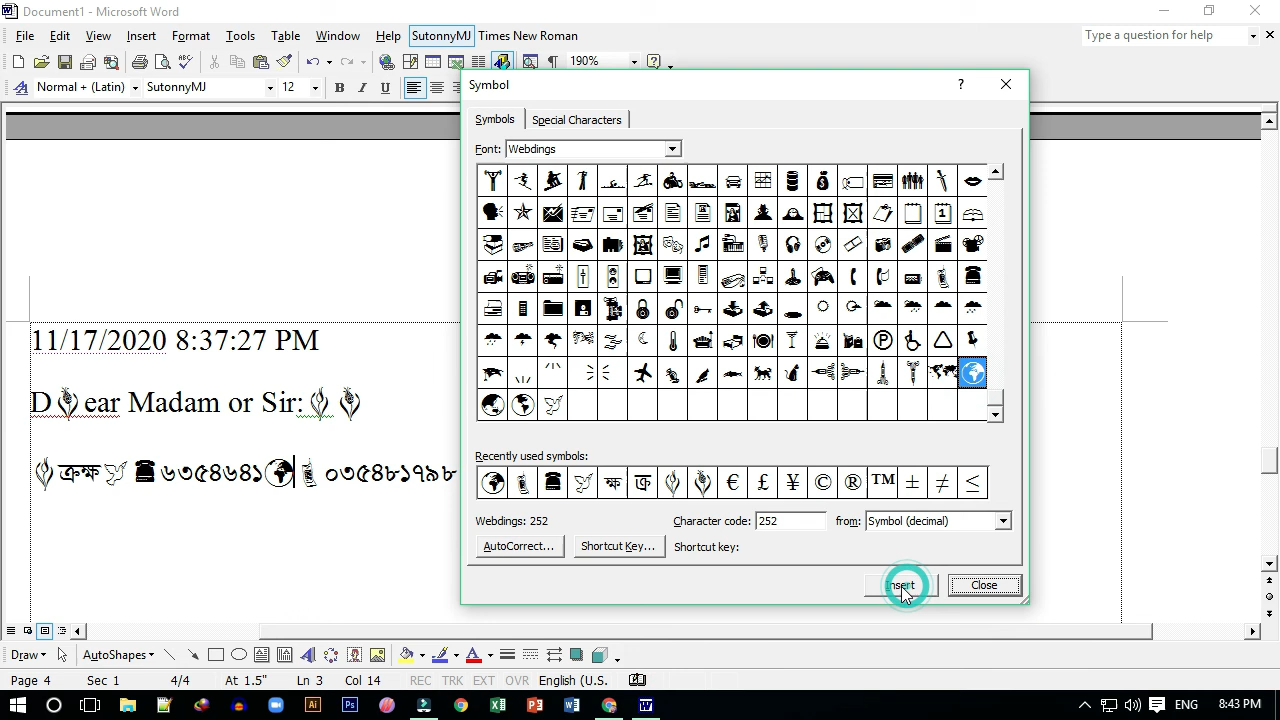 Document1 - Microsoft Word
File Edit View Insert Format Tools Table Window Help SutonnyMJ Times New Roman
Type a question for help
190%
Normal + (Latin) SutonnyMJ 12 B I U
Symbol
Symbols Special Characters
Font: Webdings
11/17/2020 8:37:27 PM
D ear Madam or Sir:
ক্রক্ষ ৬৩৫৪৬৪১ ০৩৫৪৮১৭৯৮
Recently used symbols:
ক্ষ ক্র € £ ¥ © ® ™ ± ≠ ≤
Webdings: 252 Character code: 252 from: Symbol (decimal)
AutoCorrect... Shortcut Key... Shortcut key:
Insert Close
Draw AutoShapes
Page 4 Sec 1 4/4 At 1.5" Ln 3 Col 14 REC TRK EXT OVR English (U.S.
ENG 8:43 PM